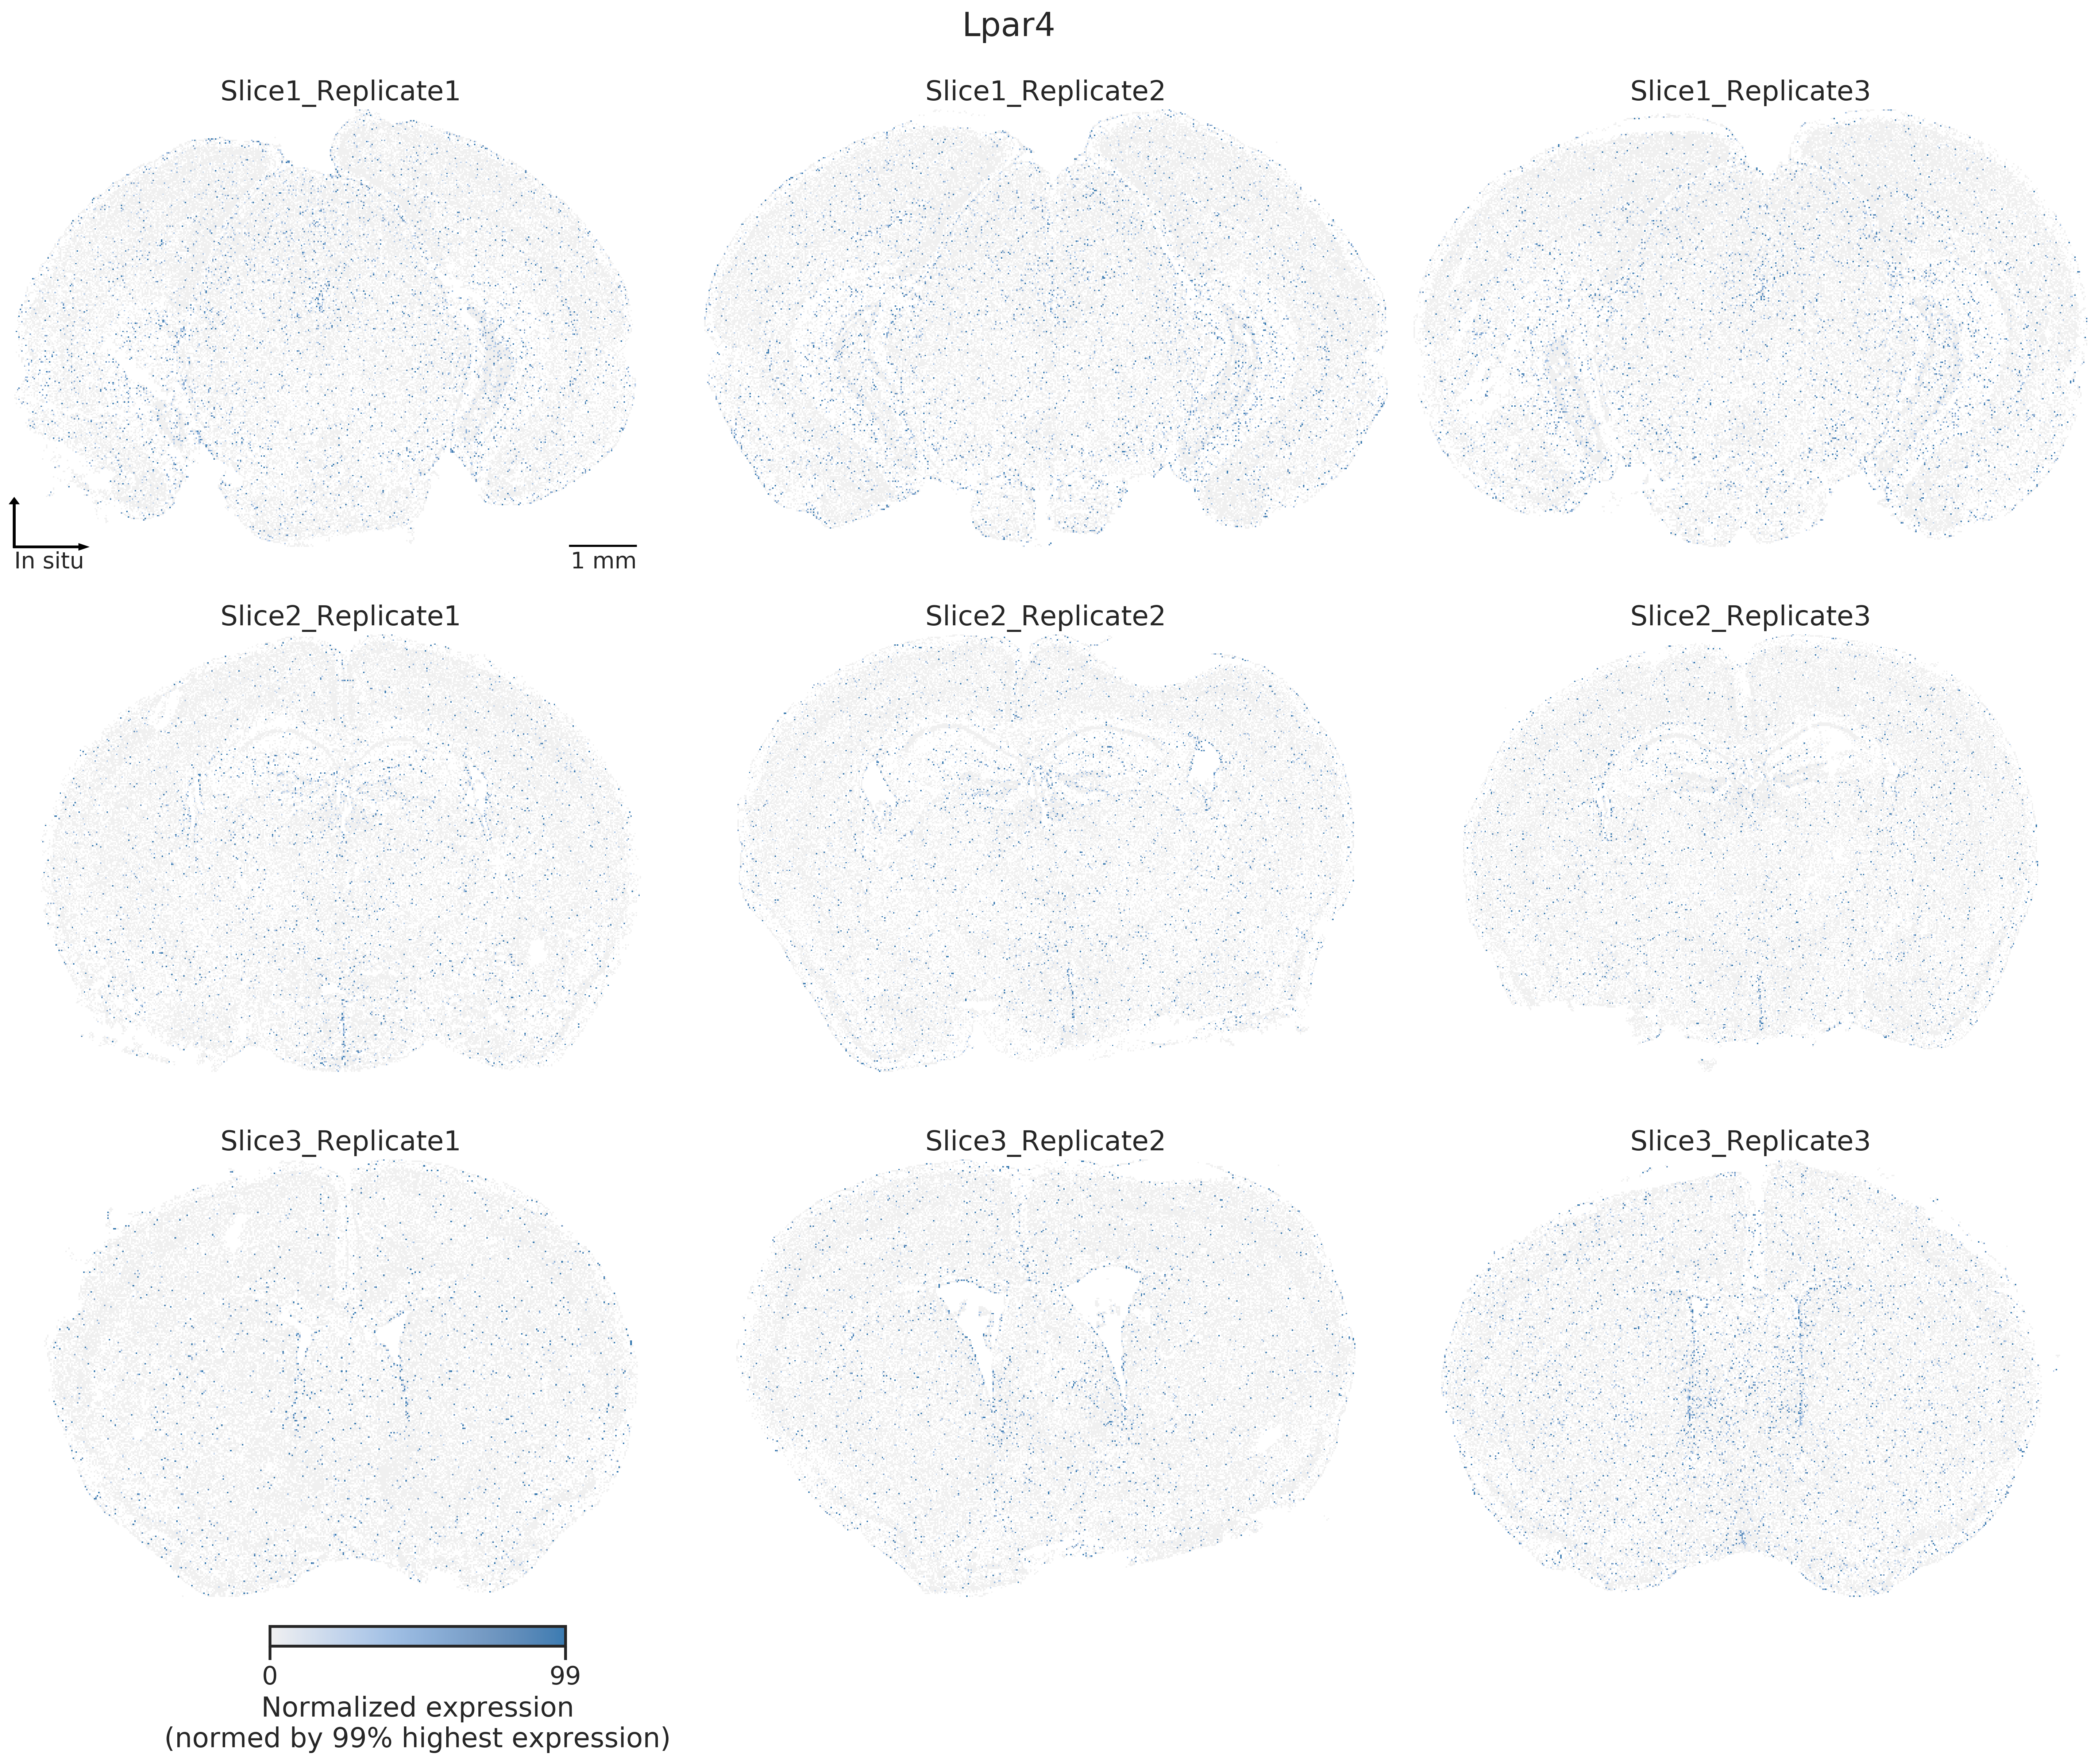 Lpar4
Slice1_Replicate1
Slice1_Replicate2
Slice1_Replicate3
In situ
1 mm
Slice2_Replicate1
Slice2_Replicate2
Slice2_Replicate3
Slice3_Replicate1
Slice3_Replicate2
Slice3_Replicate3
0
99
Normalized expression
(normed by 99% highest expression)